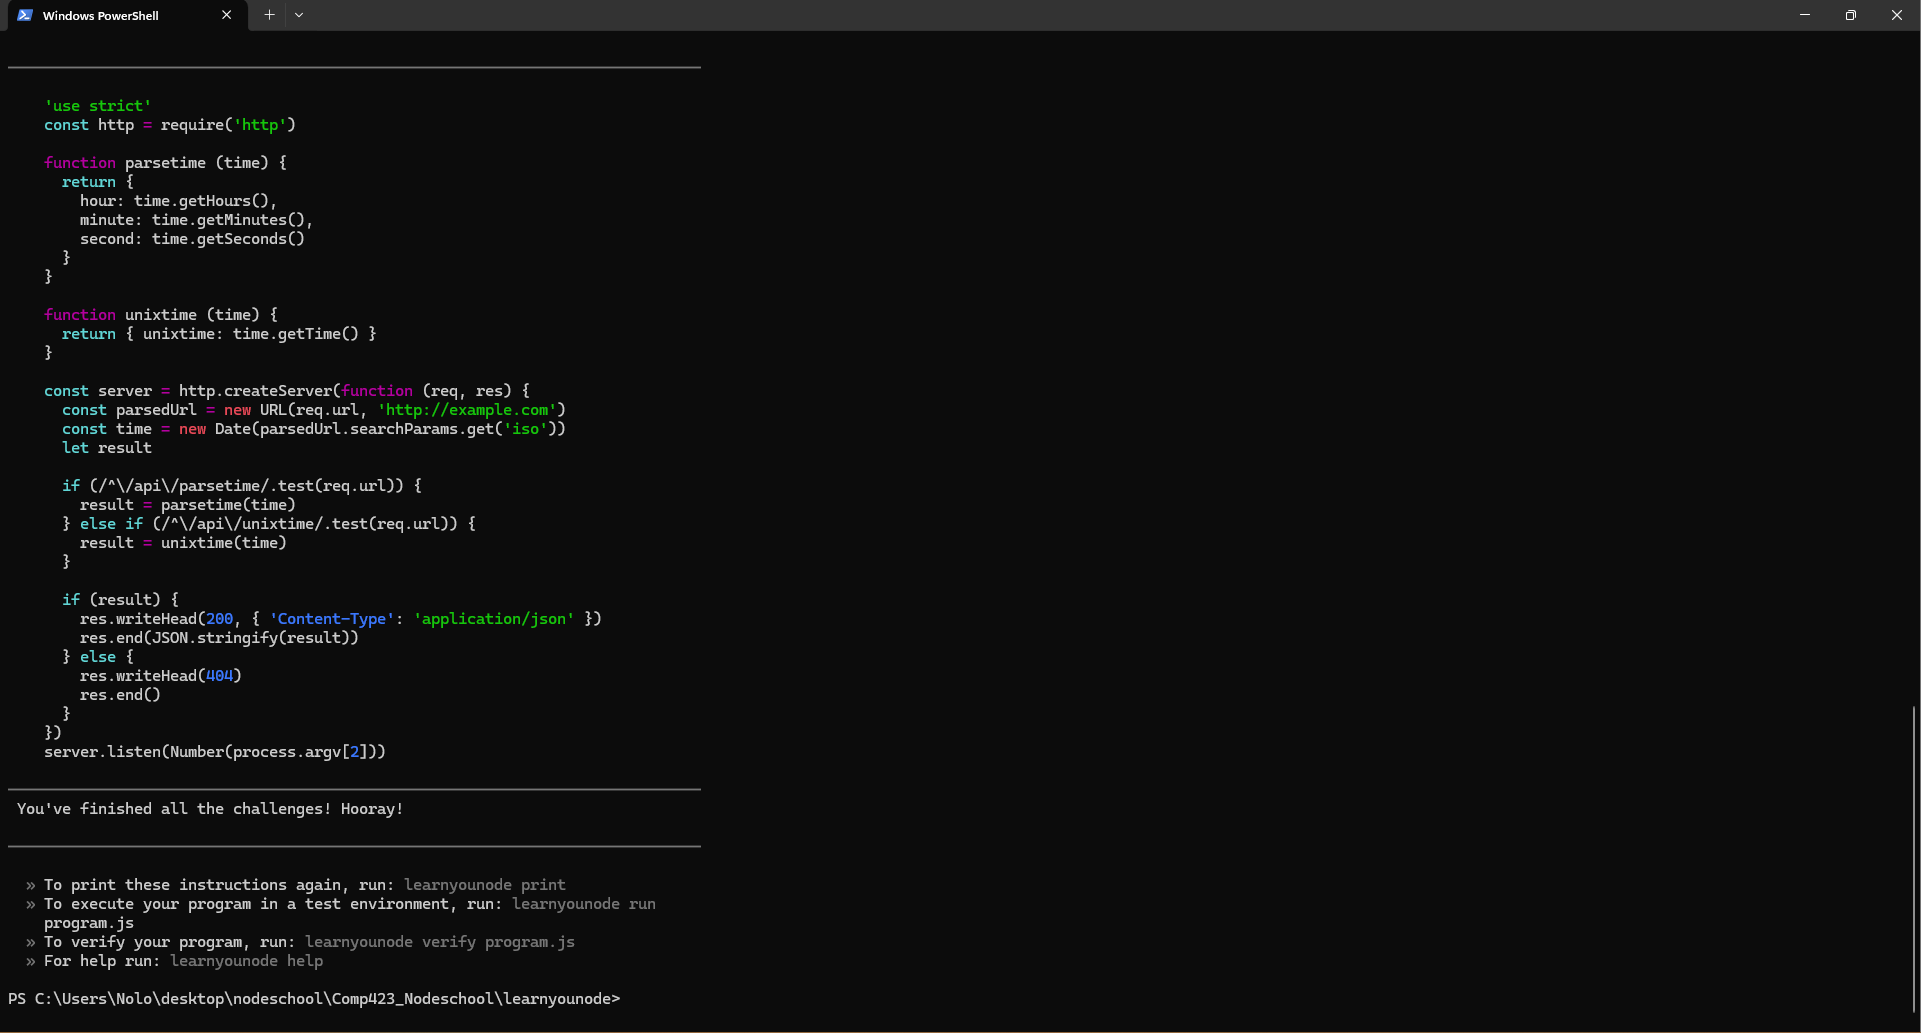 Windows PowerShell
'use strict'
const http = require('http')
function parsetime (time) {
return {
hour: time.getHours(),
minute: time.getMinutes(),
second: time.getSeconds()
}
}
function unixtime (time) {
return { unixtime: time.getTime() }
}
const server = http.createServer(function (req, res) {
const parsedUrl = new URL(req.url, 'http://example.com')
const time = new Date(parsedUrl.searchParams.get('iso'))
let result
if (/^\/api\/parsetime/.test(req.url)) {
result = parsetime(time)
} else if (/^\/api\/unixtime/.test(req.url)) {
result = unixtime(time)
}
if (result) {
res.writeHead(200, { 'Content-Type': 'application/json' })
res.end(JSON.stringify(result))
} else {
res.writeHead(404)
res.end()
}
})
server.listen(Number(process.argv[2]))
You've finished all the challenges! Hooray!
» To print these instructions again, run: learnyounode print
» To execute your program in a test environment, run: learnyounode run
program.js
» To verify your program, run: learnyounode verify program.js
» For help run: learnyounode help
PS C:\Users\Nolo\desktop\nodeschool\Comp423_Nodeschool\learnyounode>